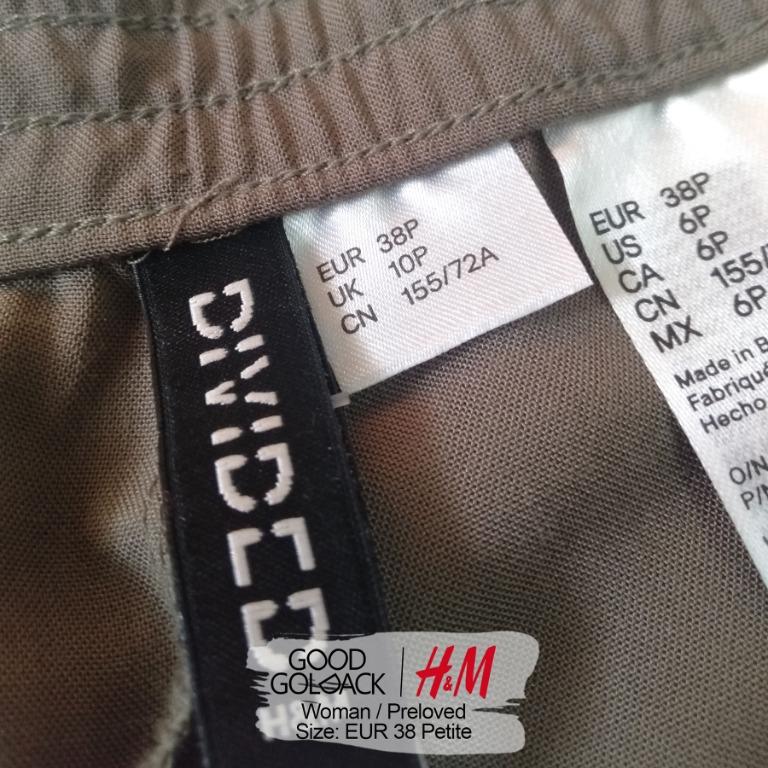 DIVIDED
EUR 38P
UK 10P
CN 155/72A
EUR 38P
US 6P
CA 6P
CN 155/
MX 6P
Made in B
Fabriqué
Hecho
O/N
P/N
GOOD
GOLBACK
H&M
Woman / Preloved
Size: EUR 38 Petite